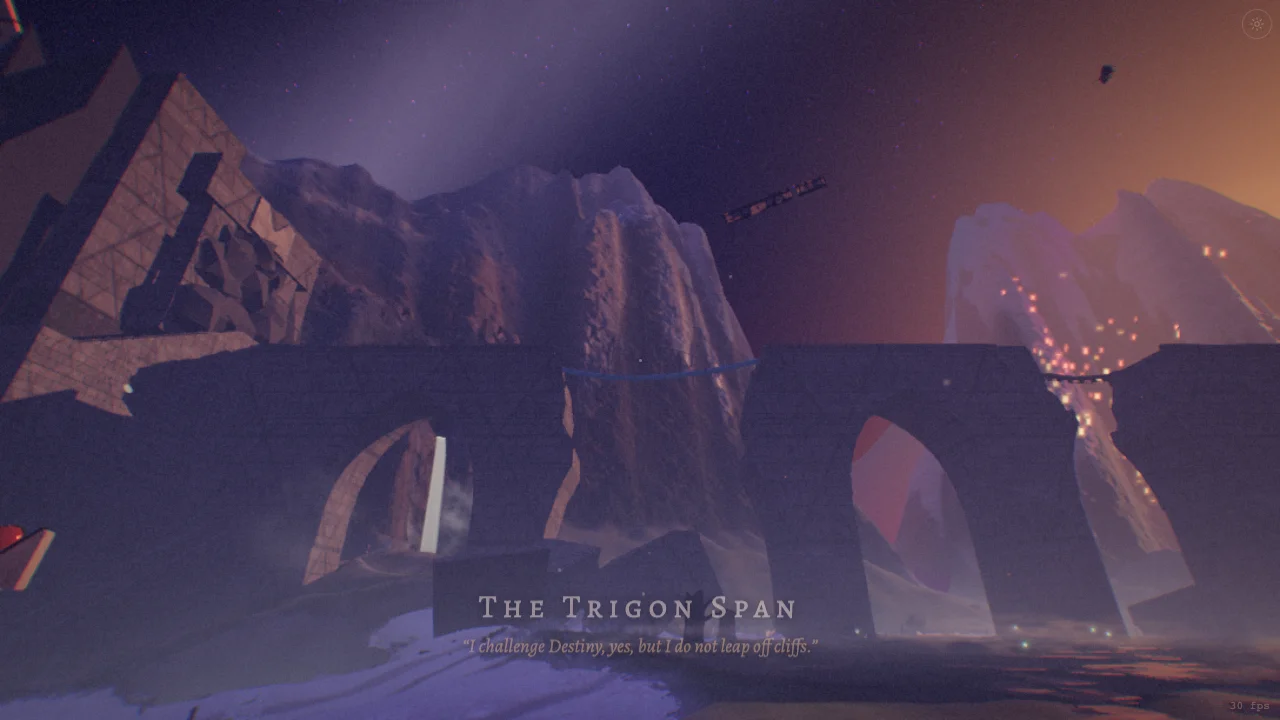 The Trigon Span
“I challenge Destiny, yes, but I do not leap off cliffs.”
30 fps